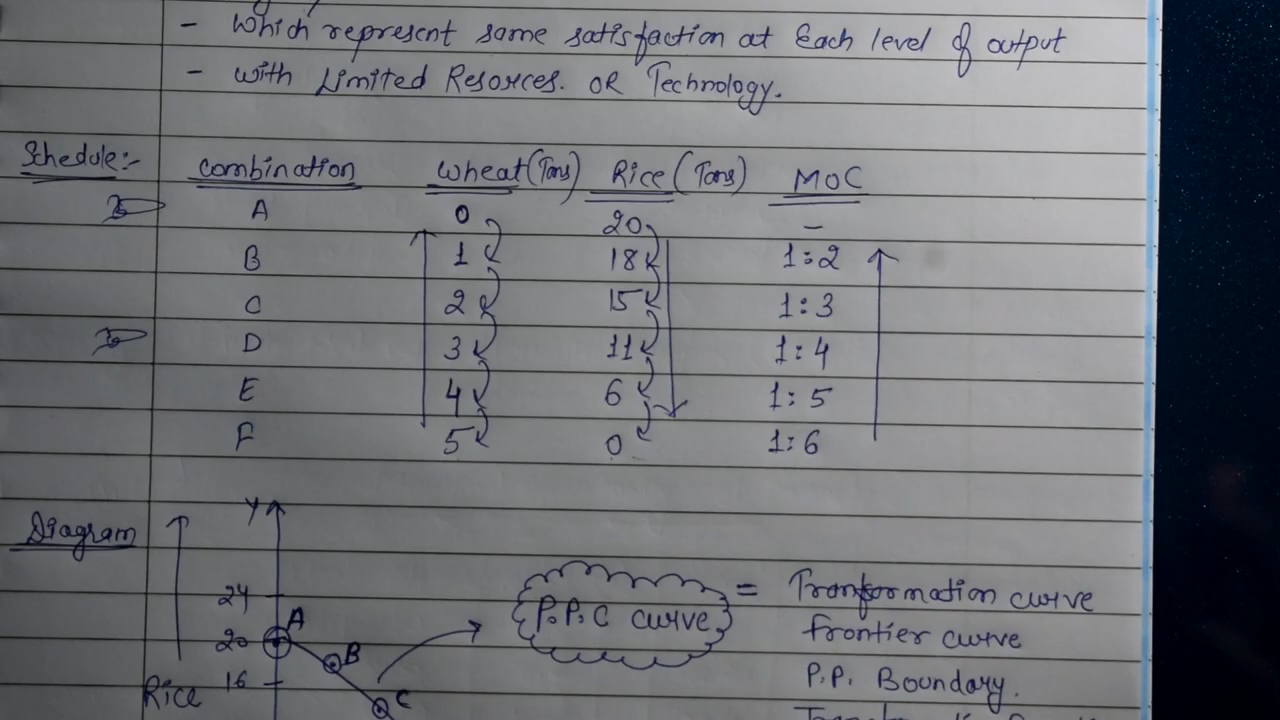 - Which represent same satisfaction at Each level of output
- with Limited Resorces. OR Technology.
Schedule:- combination wheat (Tons) Rice (Tons) MOC
A 0 20 -
B 1 18 1:2
C 2 15 1:3
D 3 11 1:4
E 4 6 1:5
F 5 0 1:6
Diagram Y
24
A
20
B
16
Rice
C
P.P.C curve = Tranformation curve
frontier curve
P.P. Boundary.